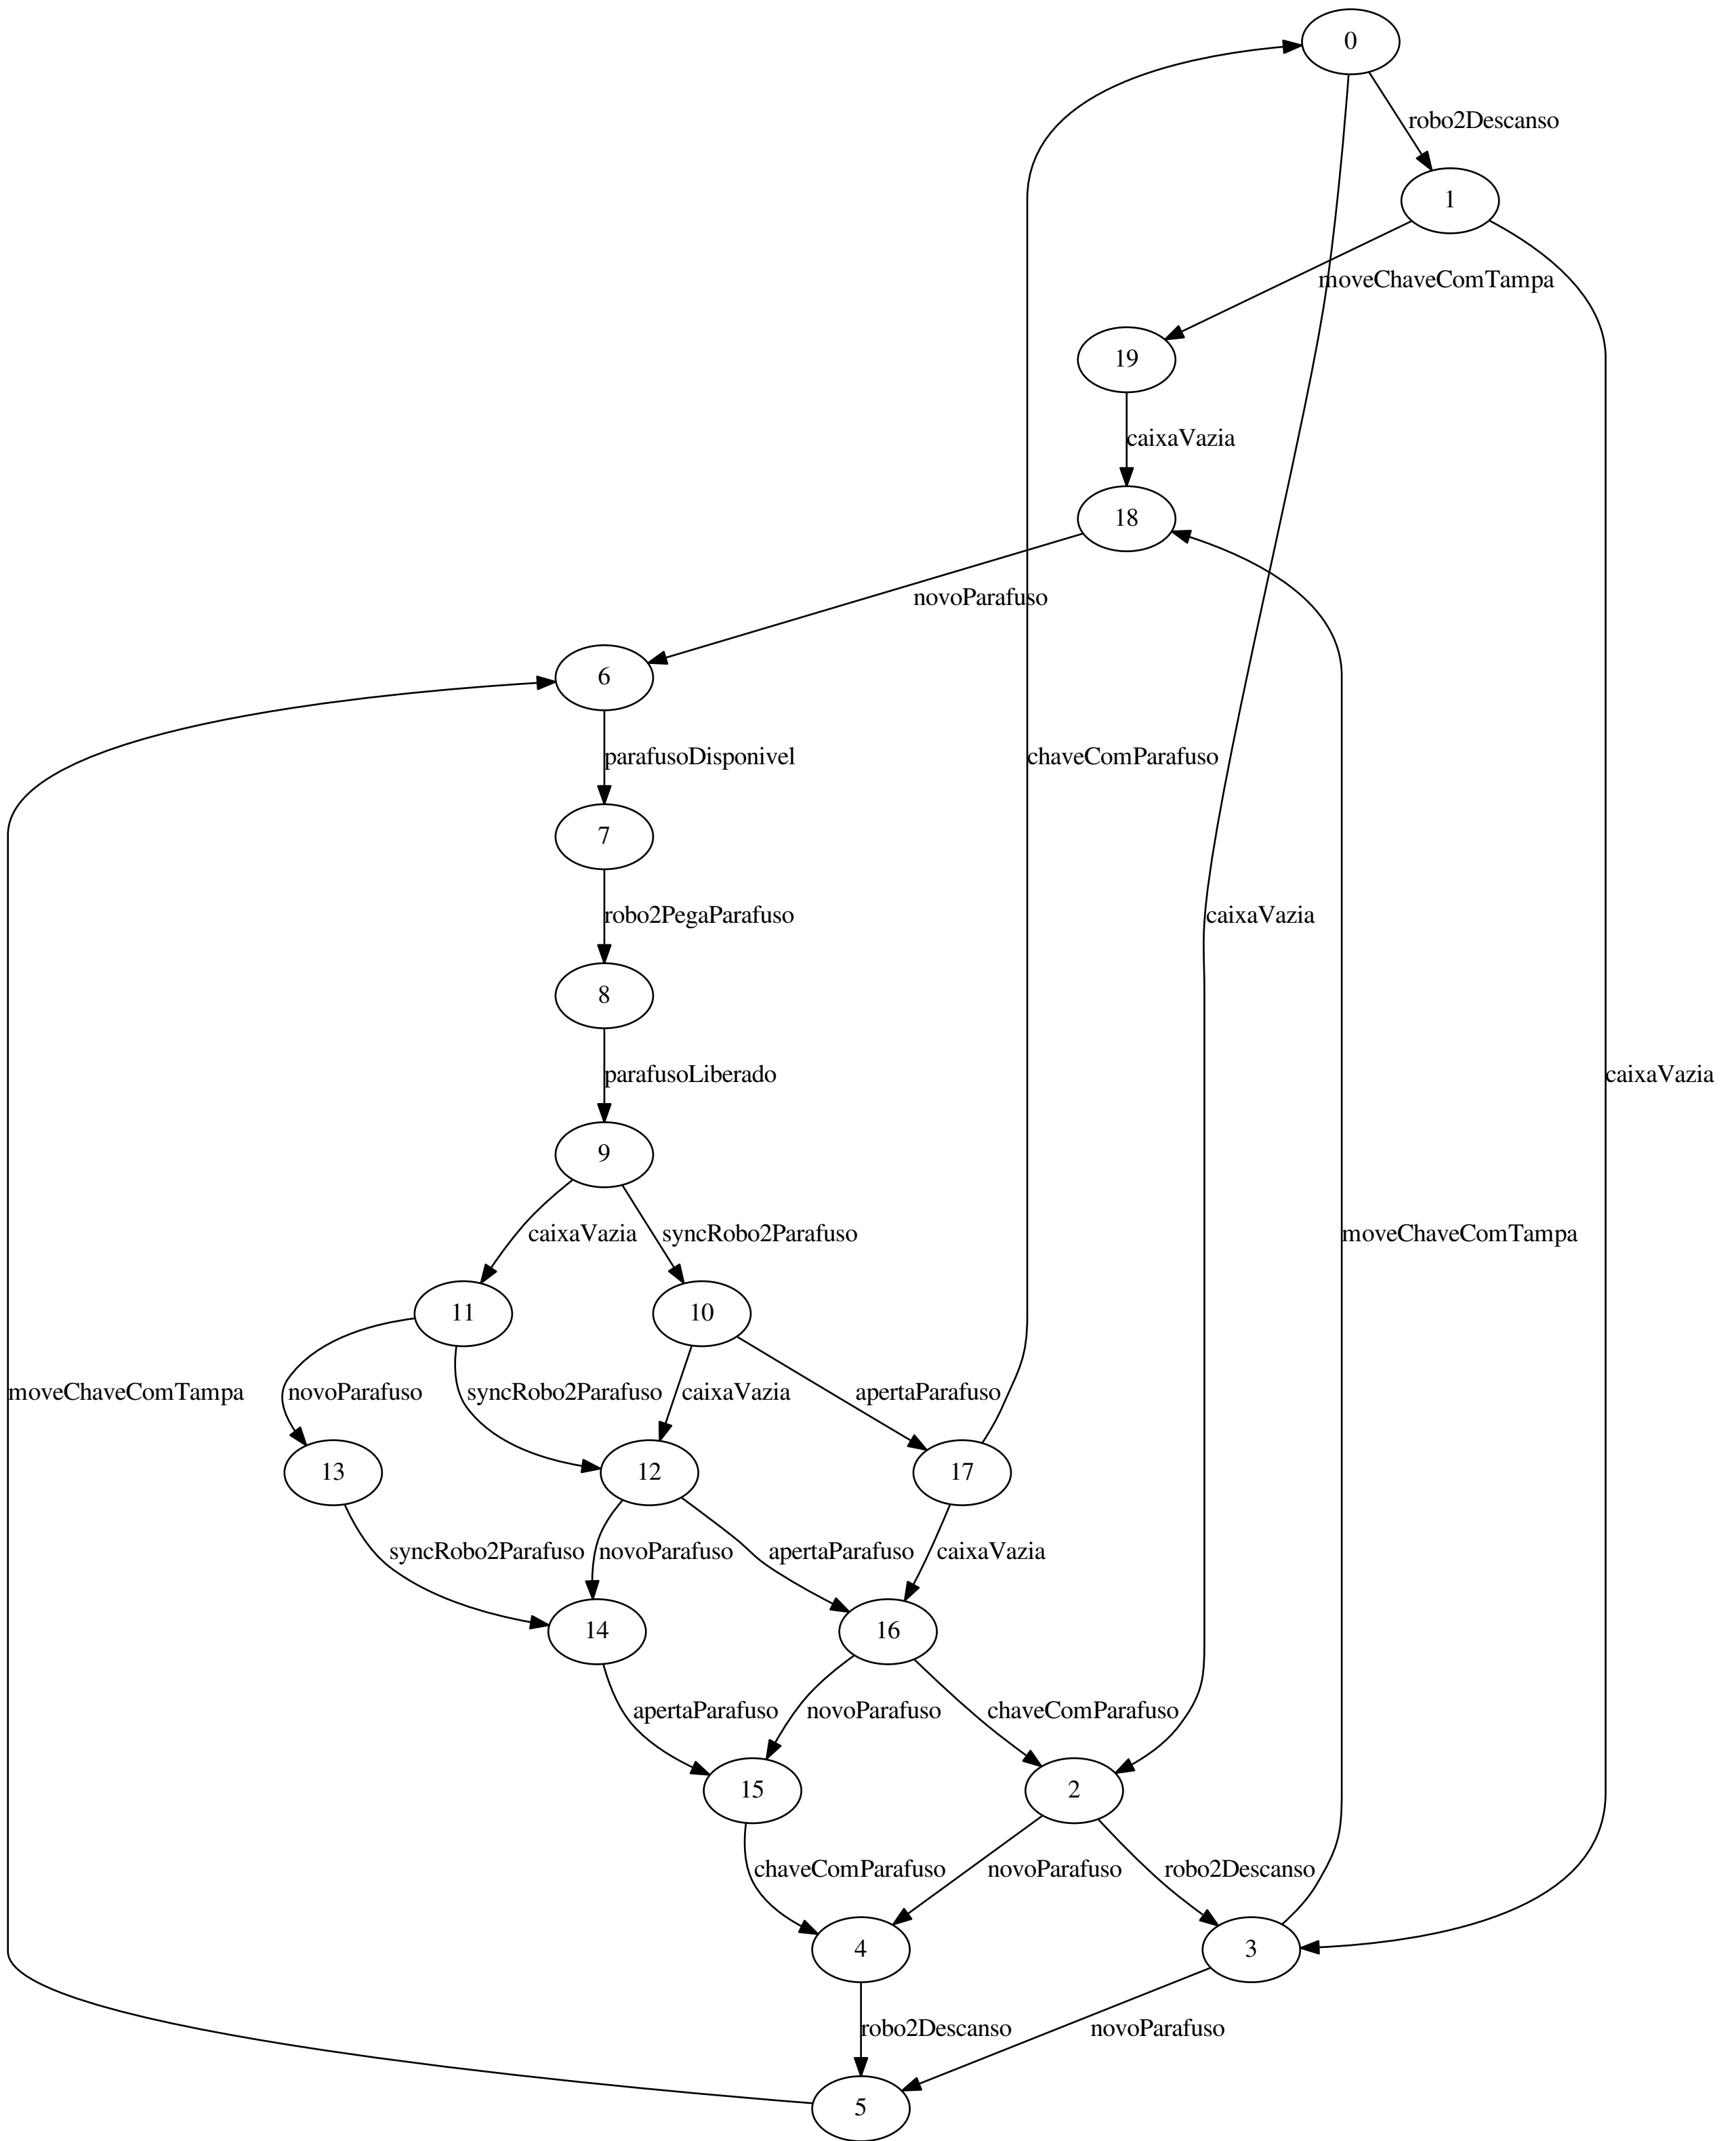 0
robo2Descanso
1
moveChaveComTampa
19
caixaVazia
18
novoParafuso
6
parafusoDisponivel
chaveComParafuso
7
robo2PegaParafuso
caixaVazia
8
parafusoLiberado
caixaVazia
9
caixaVazia
syncRobo2Parafuso
moveChaveComTampa
11
10
moveChaveComTampa
novoParafuso
syncRobo2Parafuso
caixaVazia
apertaParafuso
13
12
17
syncRobo2Parafuso
novoParafuso
apertaParafuso
caixaVazia
14
16
apertaParafuso
novoParafuso
chaveComParafuso
15
2
chaveComParafuso
novoParafuso
robo2Descanso
4
3
robo2Descanso
novoParafuso
5